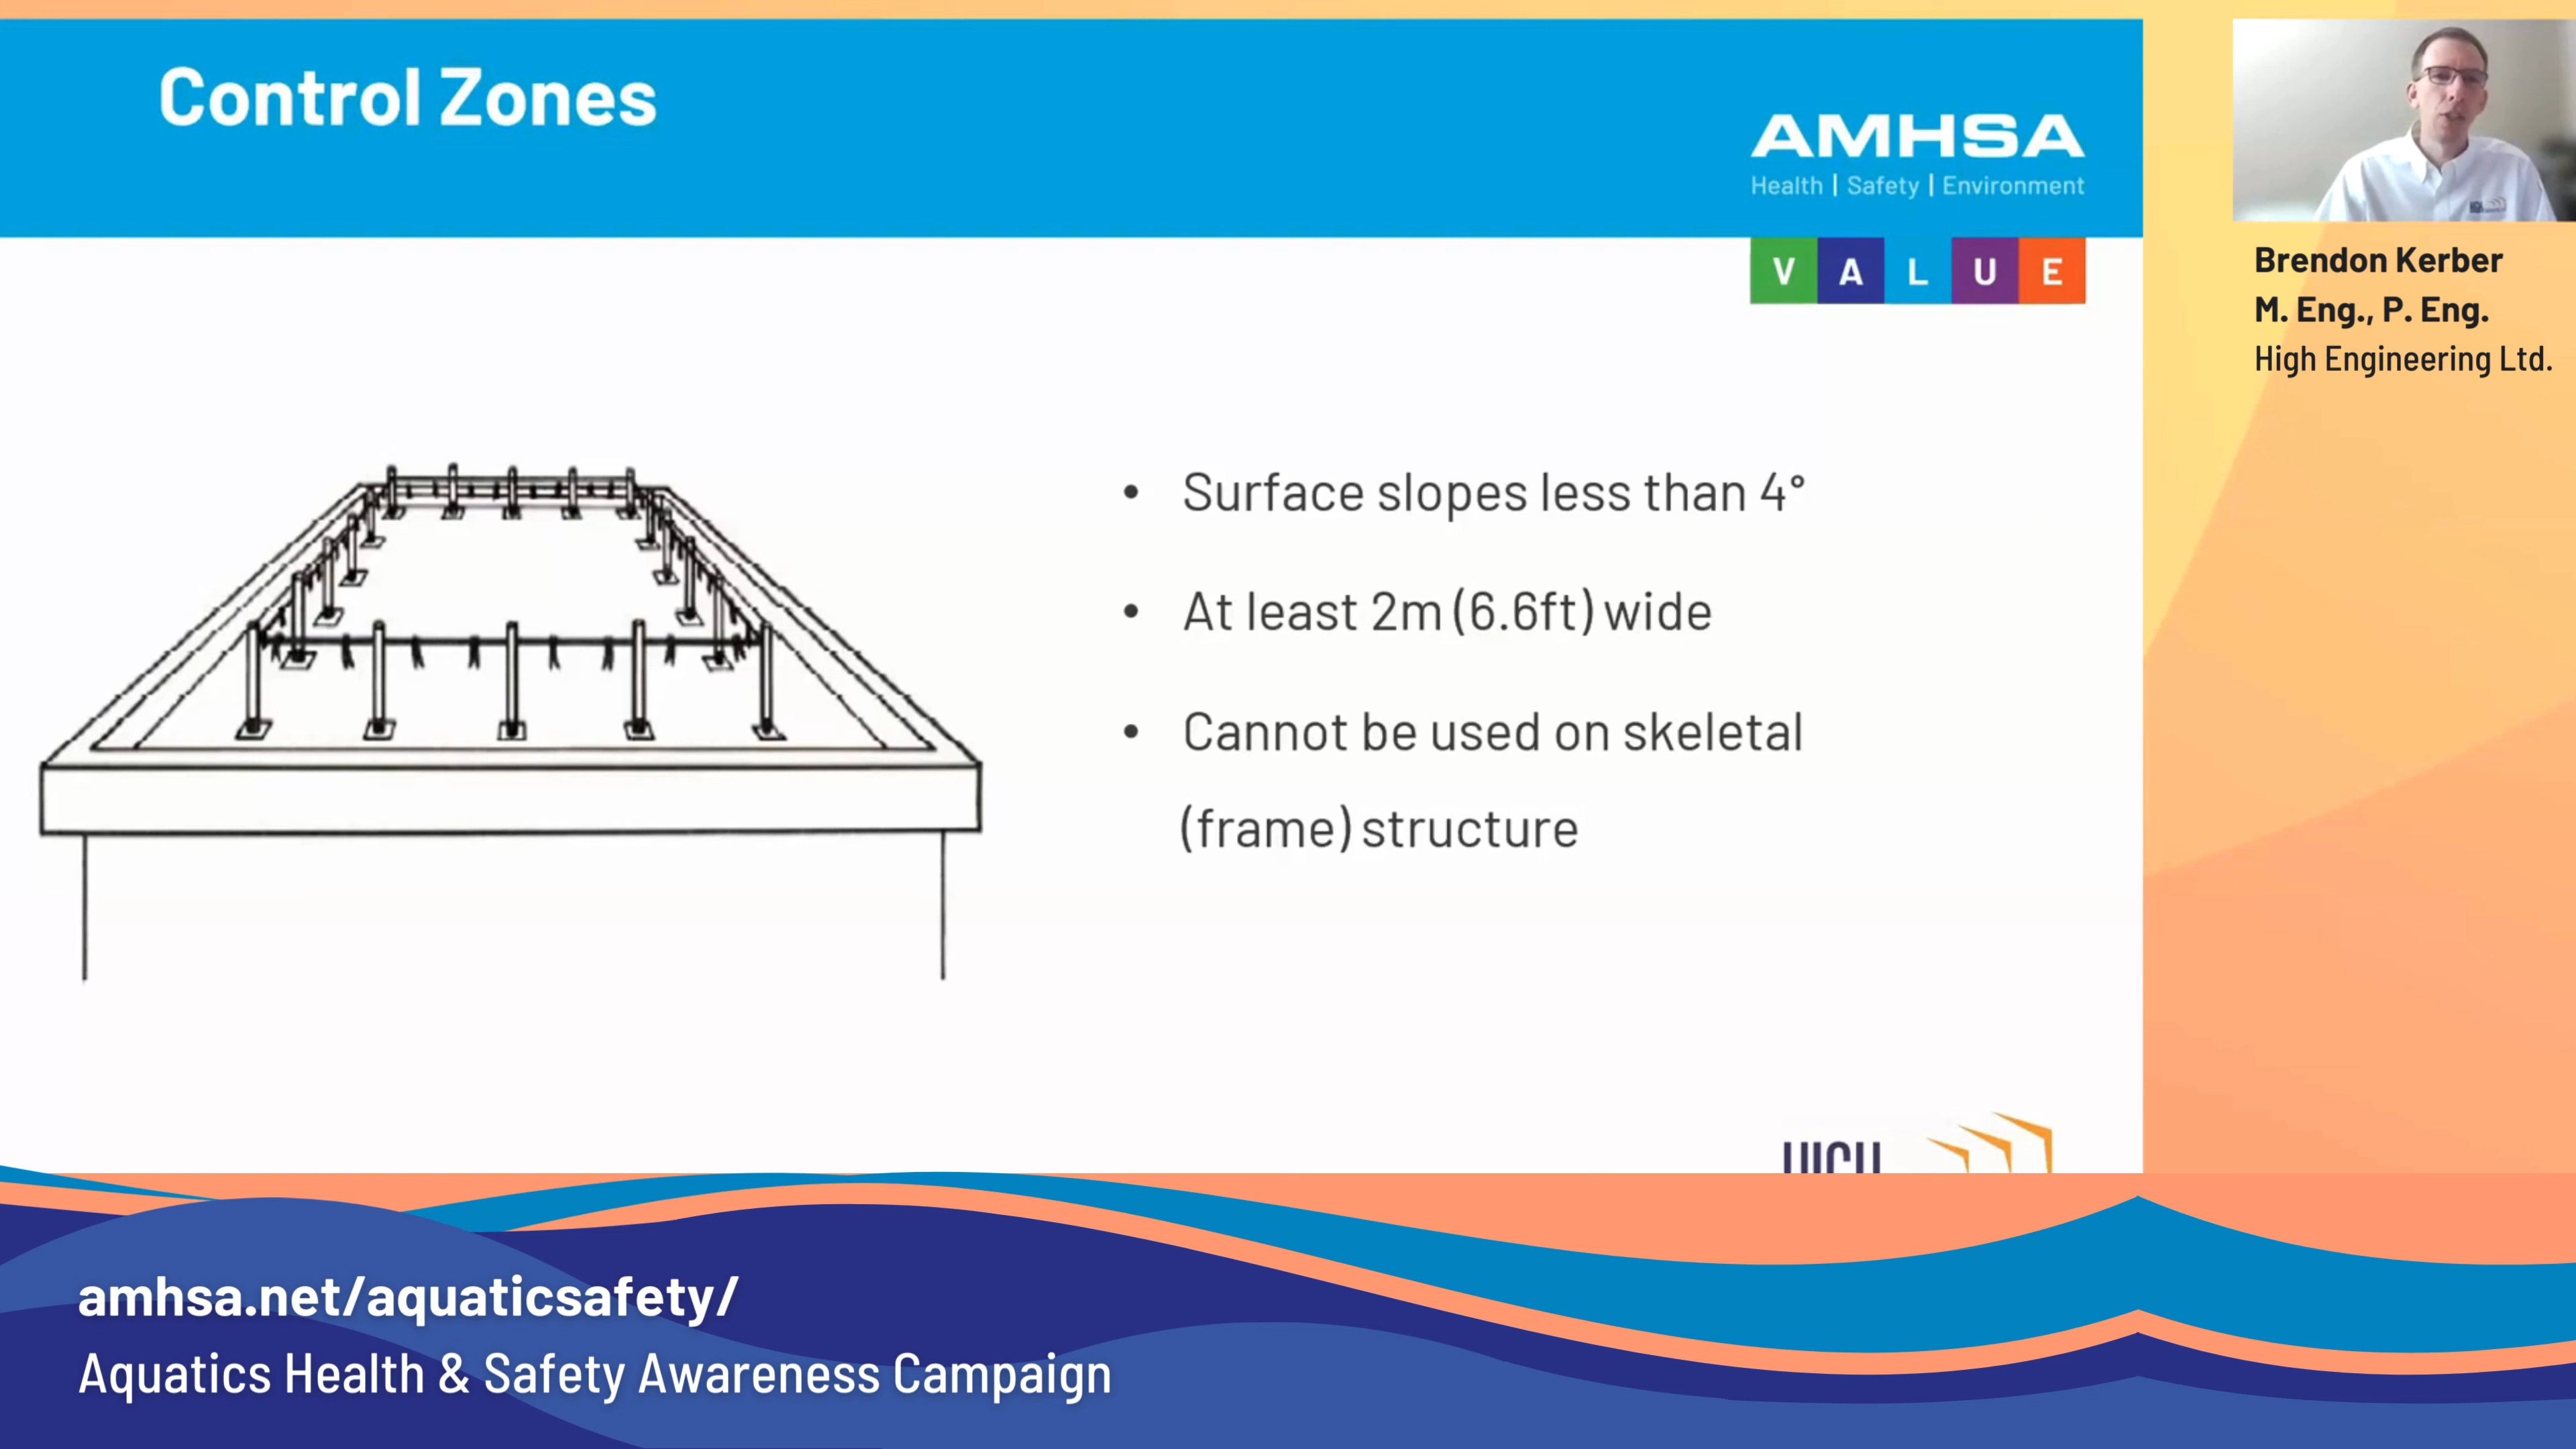 Control Zones
AMHSA
Health | Safety | Environment
V A L U E
Brendon Kerber
M. Eng., P. Eng.
High Engineering Ltd.
• Surface slopes less than 4°
• At least 2m (6.6ft) wide
• Cannot be used on skeletal
(frame) structure
amhsa.net/aquaticsafety/
Aquatics Health & Safety Awareness Campaign